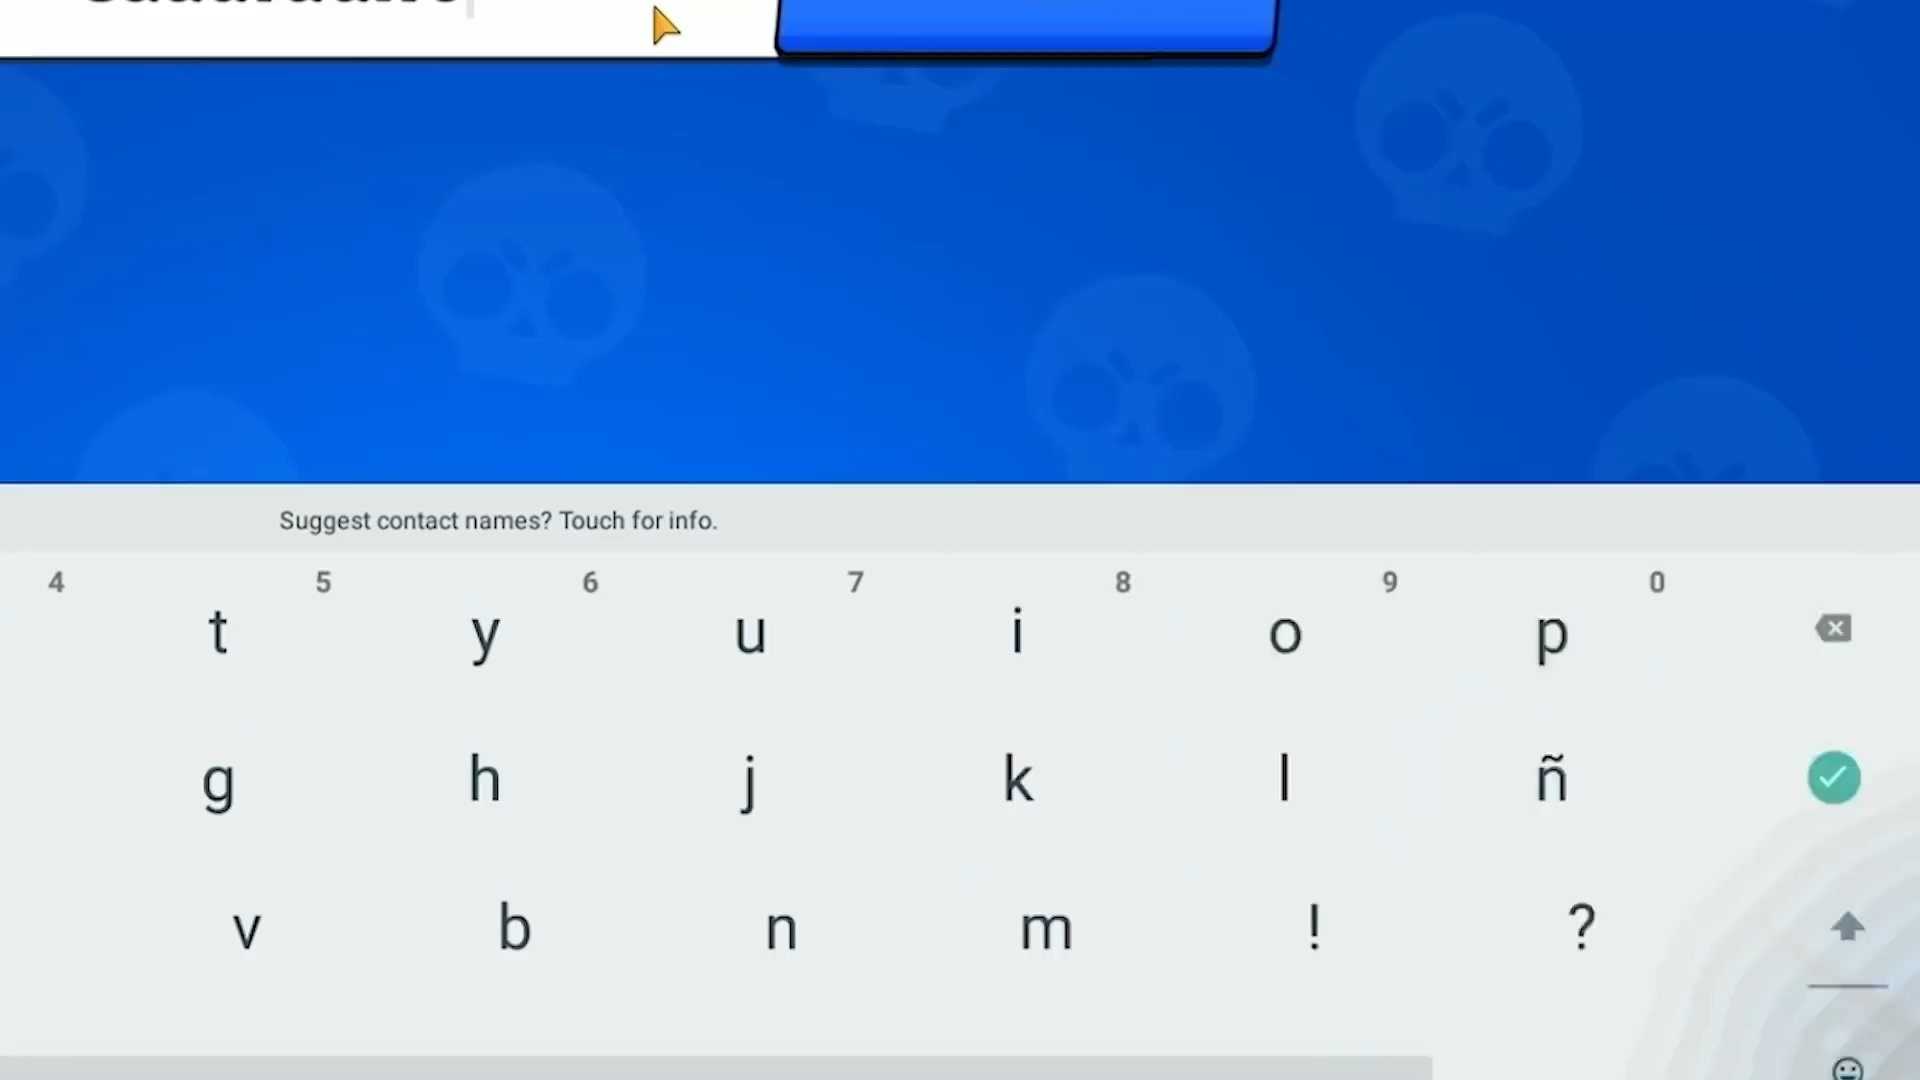 Suggest contact names? Touch for info.
4 5 6 7 8 9 0
t y u i o p
g h j k l ñ
v b n m ! ?